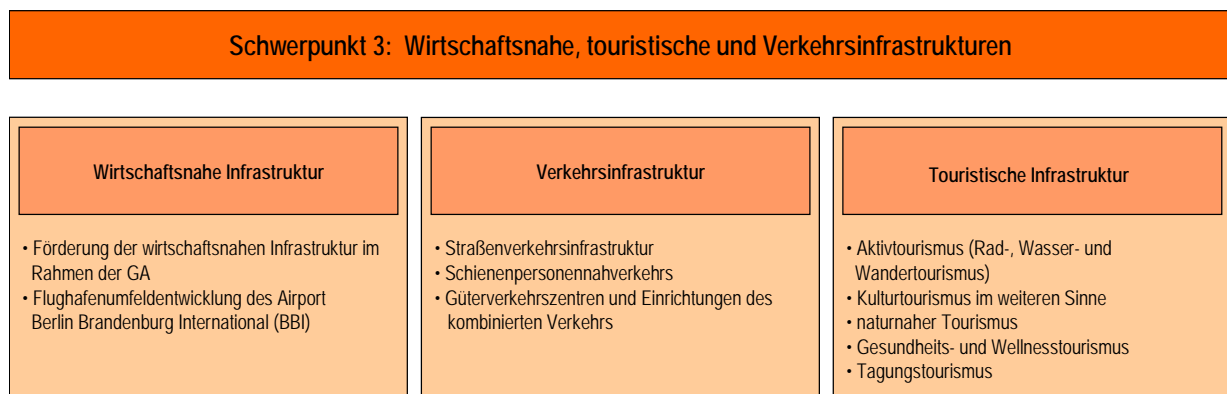 Schwerpunkt 3: Wirtschaftsnahe, touristische und Verkehrsinfrastrukturen
Wirtschaftsnahe Infrastruktur
• Förderung der wirtschaftsnahen Infrastruktur im
Rahmen der GA
• Flughafenumfeldentwicklung des Airport
Berlin Brandenburg International (BBI)
Verkehrsinfrastruktur
• Straßenverkehrsinfrastruktur
• Schienenpersonennahverkehrs
• Güterverkehrszentren und Einrichtungen des
kombinierten Verkehrs
Touristische Infrastruktur
• Aktivtourismus (Rad-, Wasser- und
Wandertourismus)
• Kulturtourismus im weiteren Sinne
• naturnaher Tourismus
• Gesundheits- und Wellnesstourismus
• Tagungstourismus